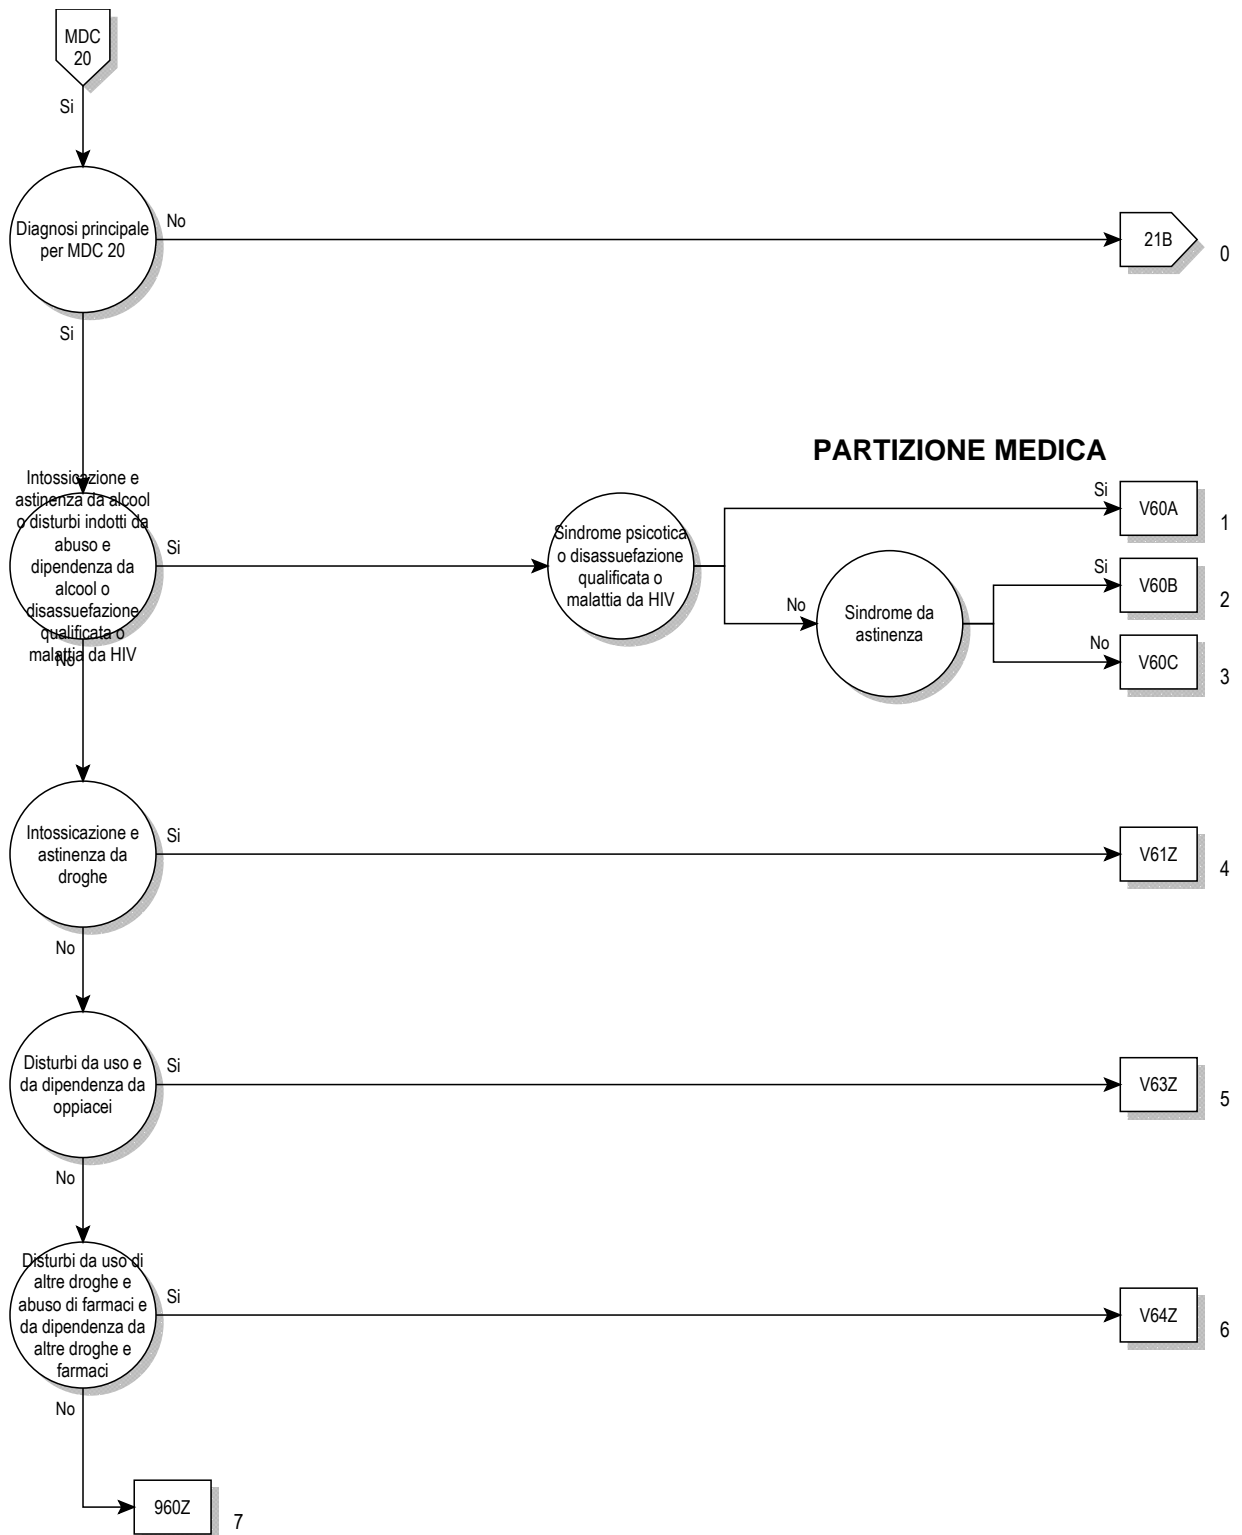 MDC
20
Si
Diagnosi principale
per MDC 20
No
21B
0
Si
PARTIZIONE MEDICA
Intossicazione e
astinenza da alcool
o disturbi indotti da
abuso e
dipendenza da
alcool o
disassuefazione
qualificata o
malattia da HIV
Si
Sindrome psicotica
o disassuefazione
qualificata o
malattia da HIV
Si
V60A
1
No
Sindrome da
astinenza
Si
V60B
2
No
V60C
3
No
Intossicazione e
astinenza da
droghe
Si
V61Z
4
No
Disturbi da uso e
da dipendenza da
oppiacei
Si
V63Z
5
No
Disturbi da uso di
altre droghe e
abuso di farmaci e
da dipendenza da
altre droghe e
farmaci
Si
V64Z
6
No
960Z
7